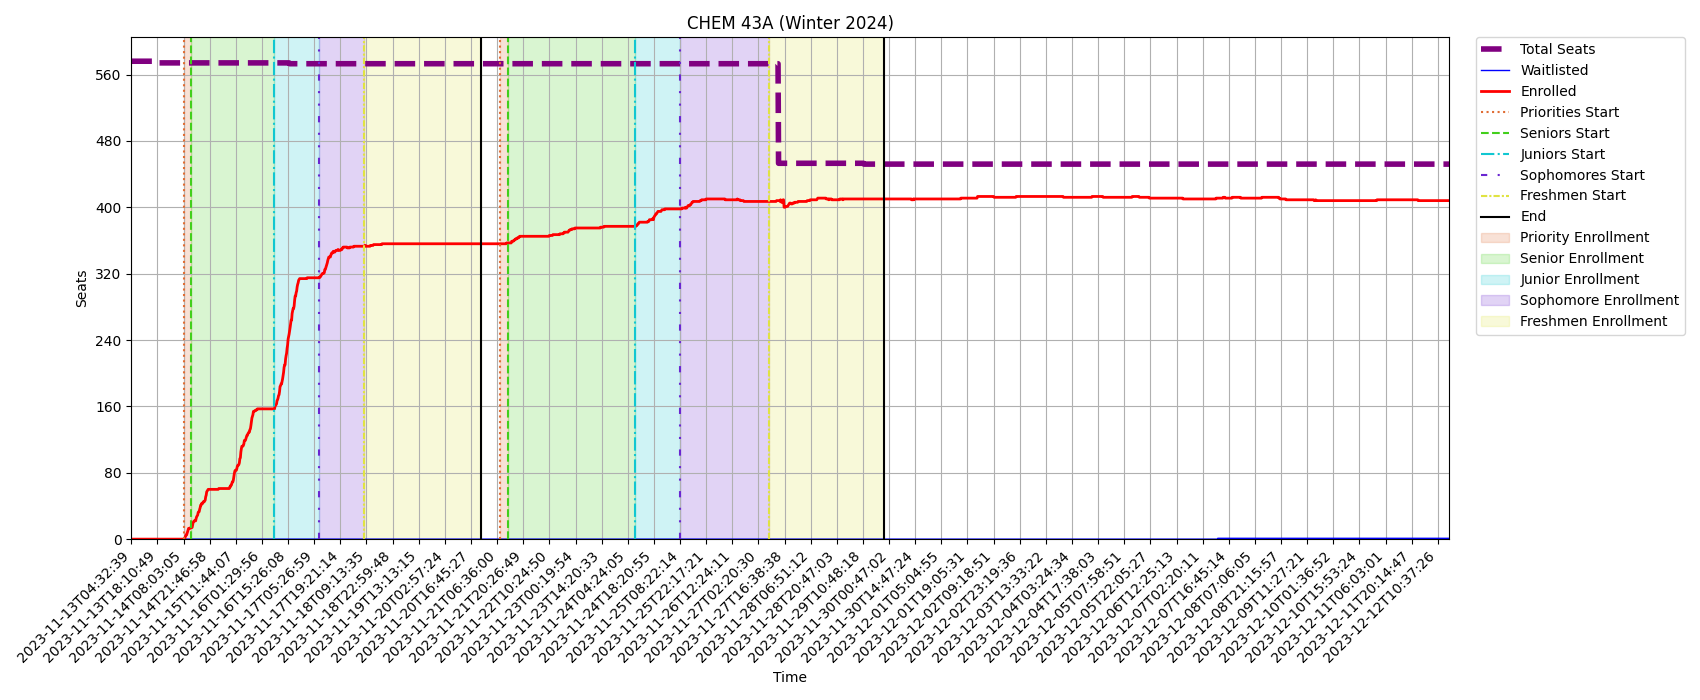 CHEM 43A (Winter 2024)
Seats
560
480
400
320
240
160
80
0
2023-11-13T04:32:39
2023-11-13T18:10:49
2023-11-14T08:03:05
2023-11-14T21:46:58
2023-11-15T11:44:07
2023-11-16T01:29:56
2023-11-16T15:26:08
2023-11-17T05:26:59
2023-11-17T19:21:14
2023-11-18T09:13:35
2023-11-18T22:59:48
2023-11-19T13:13:15
2023-11-20T02:57:24
2023-11-20T16:45:27
2023-11-21T06:36:00
2023-11-21T20:26:49
2023-11-22T10:24:50
2023-11-23T00:19:54
2023-11-23T14:20:33
2023-11-24T04:24:05
2023-11-24T18:20:55
2023-11-25T08:22:14
2023-11-25T22:17:21
2023-11-26T12:24:11
2023-11-27T02:20:30
2023-11-27T16:38:38
2023-11-28T06:51:12
2023-11-28T20:47:03
2023-11-29T10:48:18
2023-11-30T00:47:02
2023-11-30T14:47:24
2023-12-01T05:04:55
2023-12-01T19:05:31
2023-12-02T09:18:51
2023-12-02T23:19:36
2023-12-03T13:33:22
2023-12-04T03:24:34
2023-12-04T17:38:03
2023-12-05T07:58:51
2023-12-05T22:05:27
2023-12-06T12:25:13
2023-12-07T02:20:11
2023-12-07T16:45:14
2023-12-08T07:06:05
2023-12-08T21:15:57
2023-12-09T11:27:21
2023-12-10T01:36:52
2023-12-10T15:53:24
2023-12-11T06:03:01
2023-12-11T20:14:47
2023-12-12T10:37:26
Time
Total Seats
Waitlisted
Enrolled
Priorities Start
Seniors Start
Juniors Start
Sophomores Start
Freshmen Start
End
Priority Enrollment
Senior Enrollment
Junior Enrollment
Sophomore Enrollment
Freshmen Enrollment